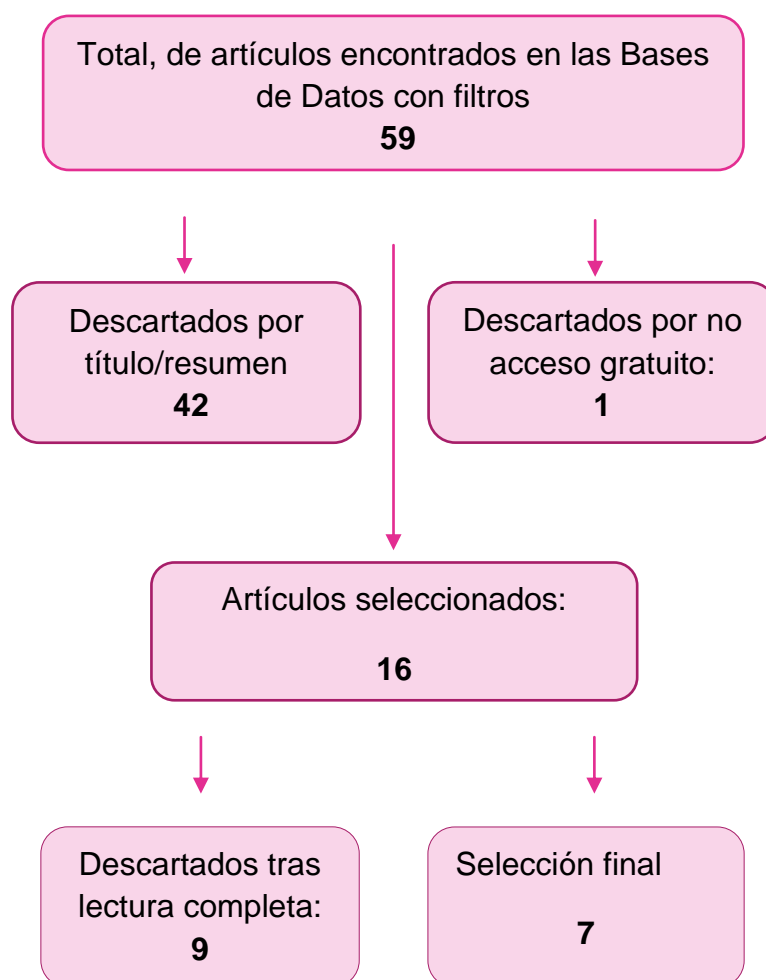 Total, de artículos encontrados en las Bases
de Datos con filtros
59
Descartados por
título/resumen
42
Descartados por no
acceso gratuito:
1
Artículos seleccionados:
16
Descartados tras
lectura completa:
9
Selección final
7